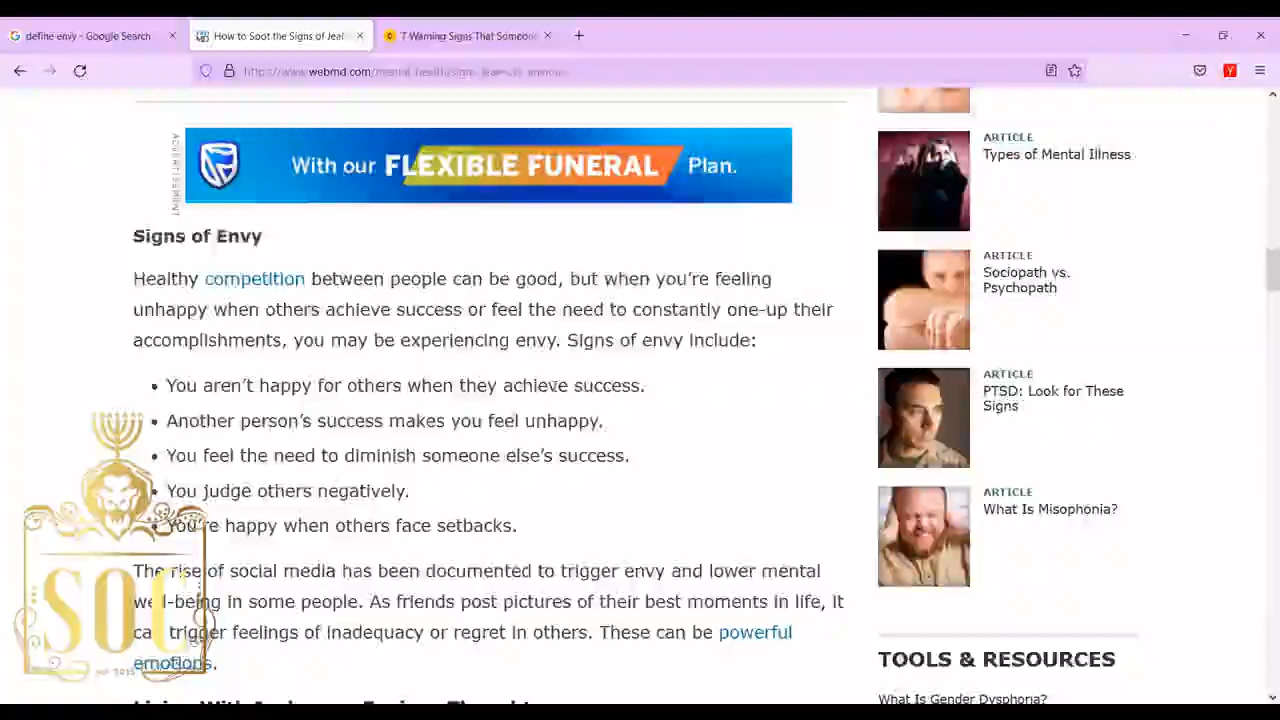 define envy - Google Search
How to Spot the Signs of Jeal
7 Warning Signs That Someon
ADVERTISEMENT
With our FLEXIBLE FUNERAL Plan.
Signs of Envy
Healthy competition between people can be good, but when you're feeling
unhappy when others achieve success or feel the need to constantly one-up their
accomplishments, you may be experiencing envy. Signs of envy include:
• You aren't happy for others when they achieve success.
• Another person's success makes you feel unhappy.
• You feel the need to diminish someone else's success.
• You judge others negatively.
• You're happy when others face setbacks.
The rise of social media has been documented to trigger envy and lower mental
well-being in some people. As friends post pictures of their best moments in life, it
can trigger feelings of inadequacy or regret in others. These can be powerful
emotions.
ARTICLE
Types of Mental Illness
ARTICLE
Sociopath vs.
Psychopath
ARTICLE
PTSD: Look for These
Signs
ARTICLE
What Is Misophonia?
TOOLS & RESOURCES
What Is Gender Dysphoria?
SOC